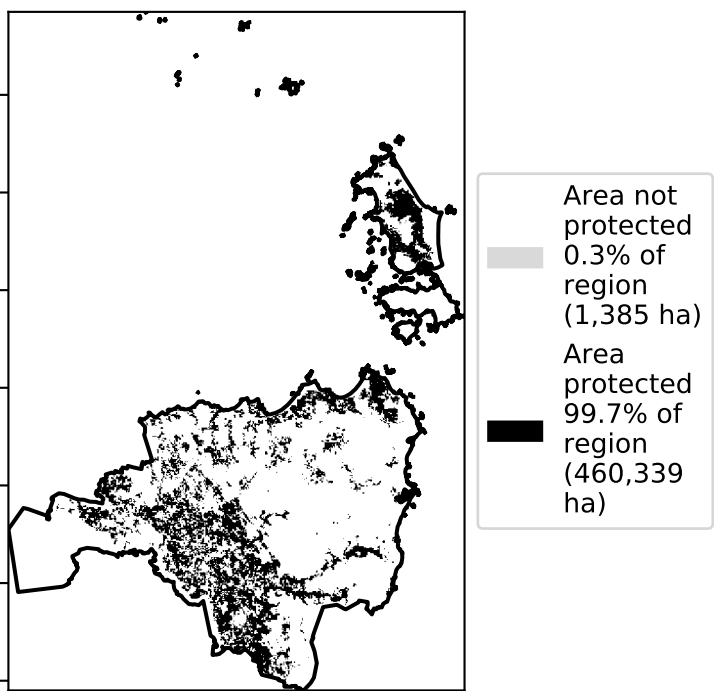 Area not
protected
0.3% of
region
(1,385 ha)
Area
protected
99.7% of
region
(460,339
ha)